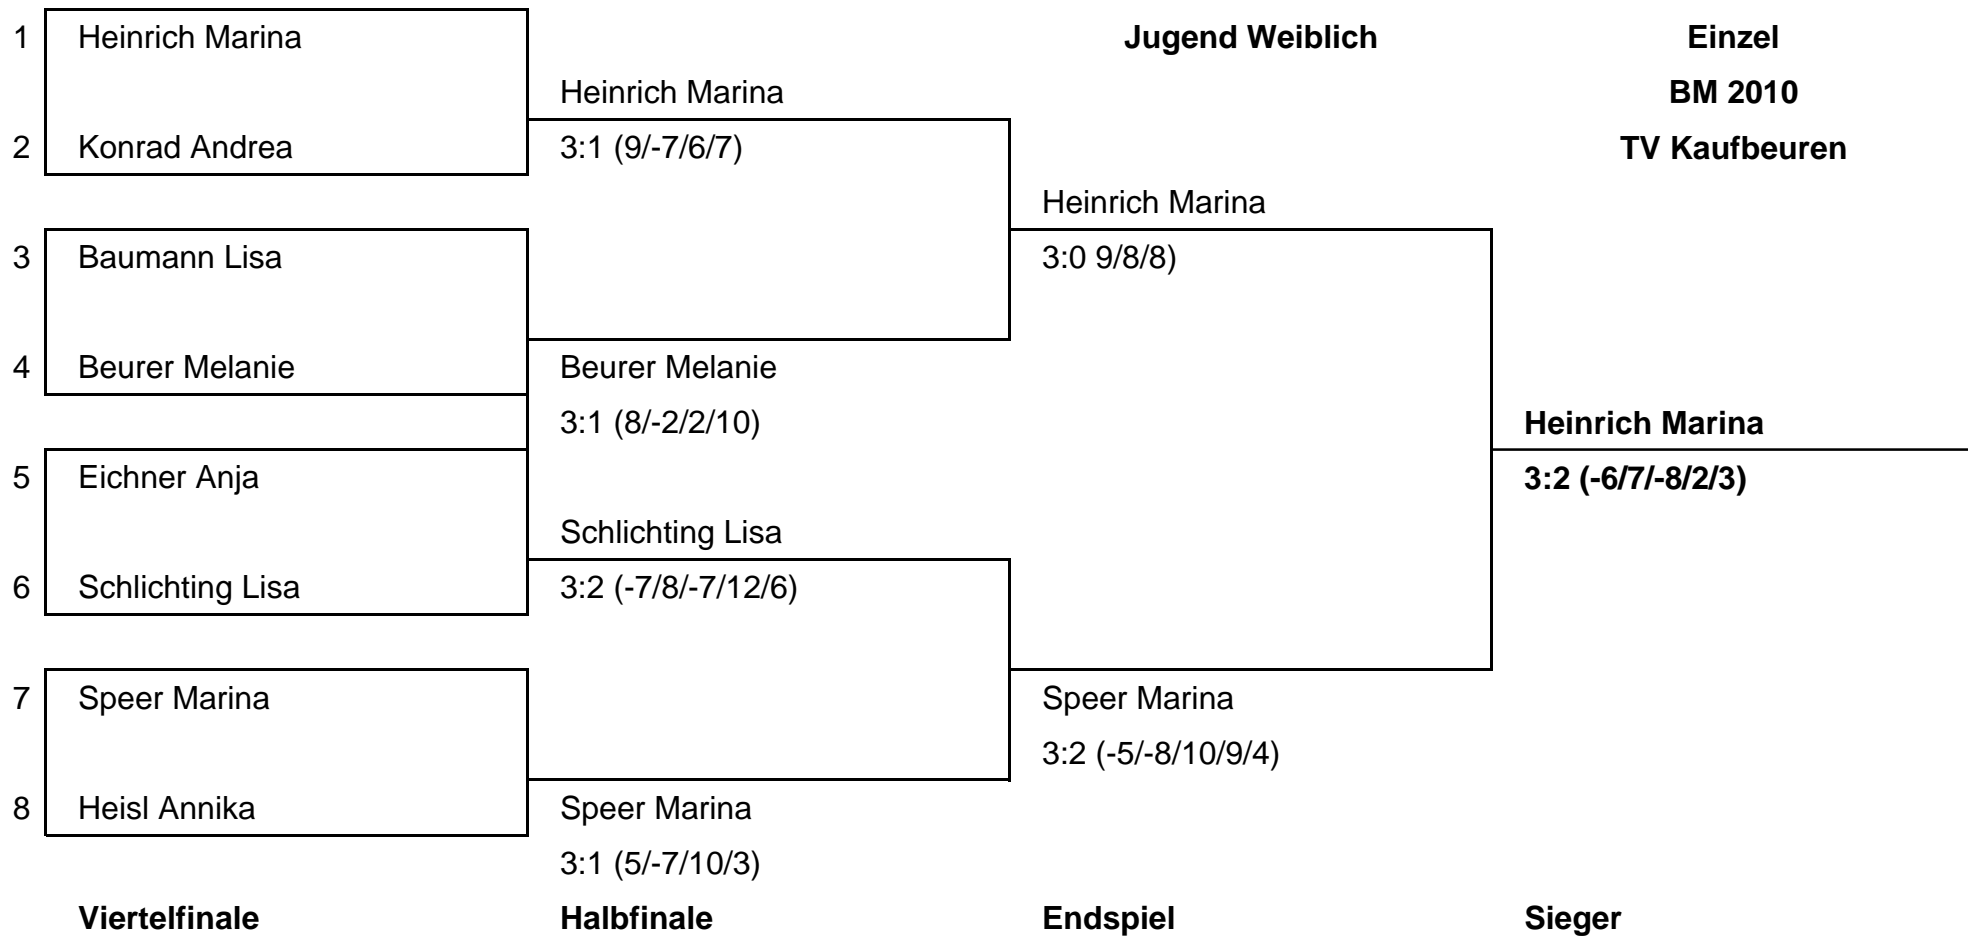 1 Heinrich Marina Jugend Weiblich Einzel
Heinrich Marina BM 2010
2 Konrad Andrea 3:1 (9/-7/6/7) TV Kaufbeuren
Heinrich Marina
3 Baumann Lisa 3:0 9/8/8)
4 Beurer Melanie Beurer Melanie
3:1 (8/-2/2/10) Heinrich Marina
5 Eichner Anja 3:2 (-6/7/-8/2/3)
Schlichting Lisa
6 Schlichting Lisa 3:2 (-7/8/-7/12/6)
7 Speer Marina Speer Marina
3:2 (-5/-8/10/9/4)
8 Heisl Annika Speer Marina
3:1 (5/-7/10/3)
Viertelfinale Halbfinale Endspiel Sieger